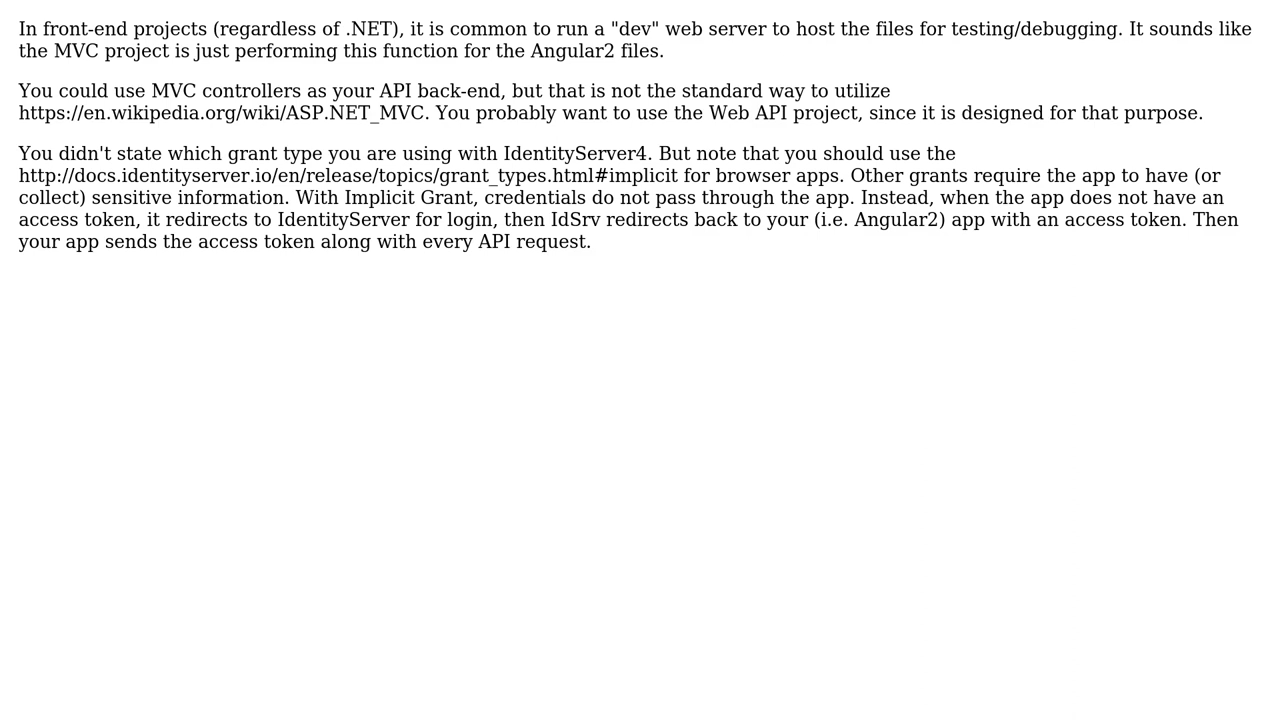 In front-end projects (regardless of .NET), it is common to run a "dev" web server to host the files for testing/debugging. It sounds like
the MVC project is just performing this function for the Angular2 files.
You could use MVC controllers as your API back-end, but that is not the standard way to utilize
https://en.wikipedia.org/wiki/ASP.NET_MVC. You probably want to use the Web API project, since it is designed for that purpose.
You didn't state which grant type you are using with IdentityServer4. But note that you should use the
http://docs.identityserver.io/en/release/topics/grant_types.html#implicit for browser apps. Other grants require the app to have (or
collect) sensitive information. With Implicit Grant, credentials do not pass through the app. Instead, when the app does not have an
access token, it redirects to IdentityServer for login, then IdSrv redirects back to your (i.e. Angular2) app with an access token. Then
your app sends the access token along with every API request.